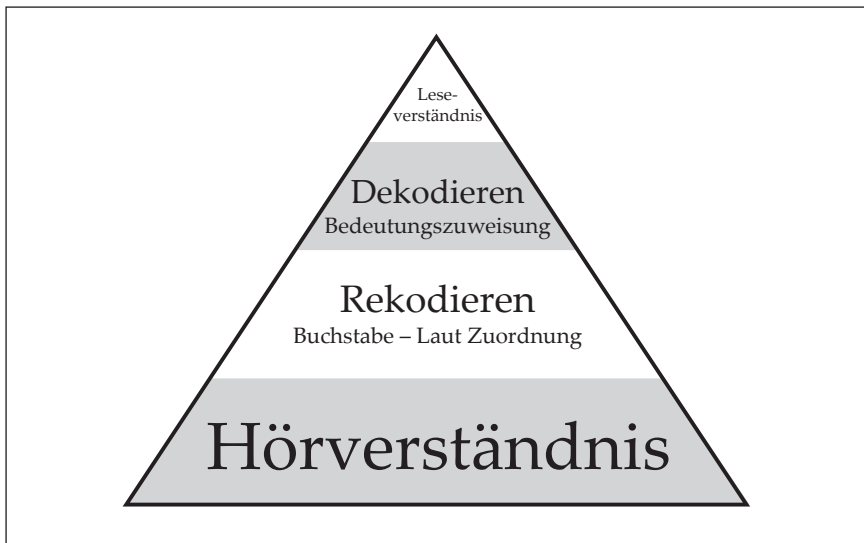 Lese-
verständnis
Dekodieren
Bedeutungszuweisung
Rekodieren
Buchstabe – Laut Zuordnung
Hörverständnis